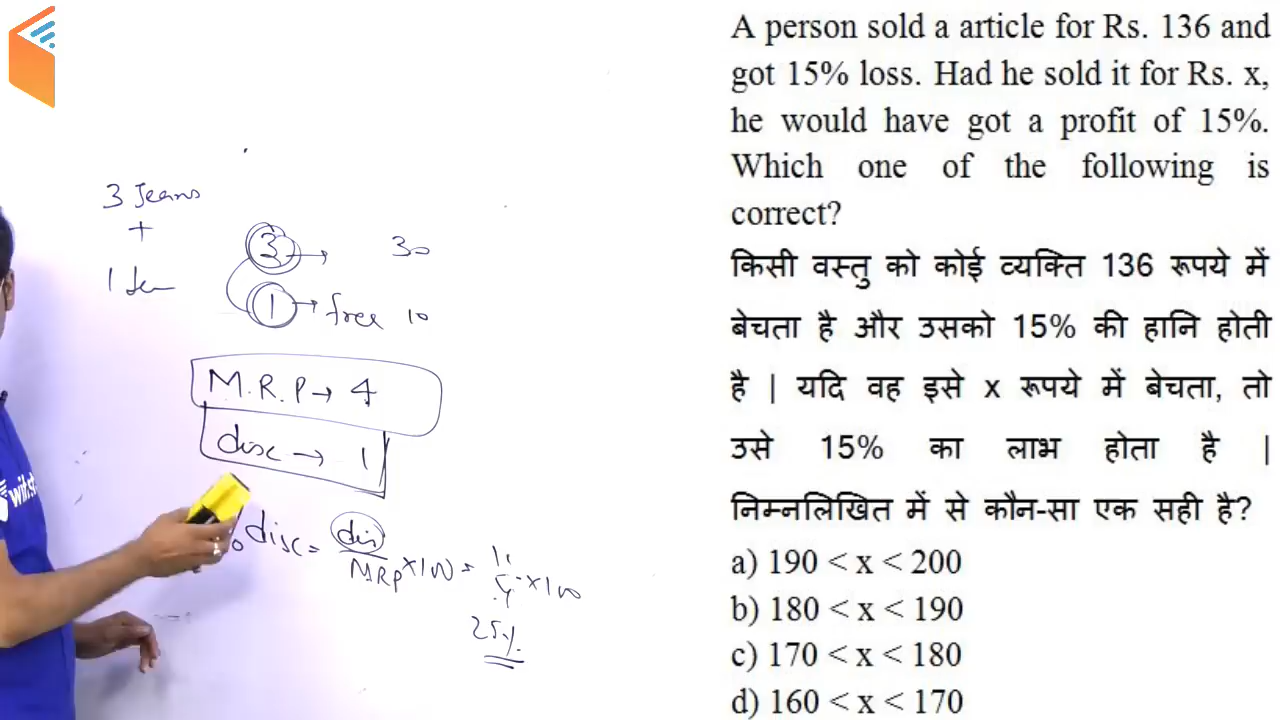 3 Jeans
+
1
3 → 30
1 → free 10
M.R.P → 4
disc → 1
% disc = dis
MRP ×100 = ×100
25%
A person sold a article for Rs. 136 and
got 15% loss. Had he sold it for Rs. x,
he would have got a profit of 15%.
Which one of the following is
correct?
किसी वस्तु को कोई व्यक्ति 136 रूपये में
बेचता है और उसको 15% की हानि होती
है | यदि वह इसे x रूपये में बेचता, तो
उसे 15% का लाभ होता है |
निम्नलिखित में से कौन-सा एक सही है?
a) 190 < x < 200
b) 180 < x < 190
c) 170 < x < 180
d) 160 < x < 170